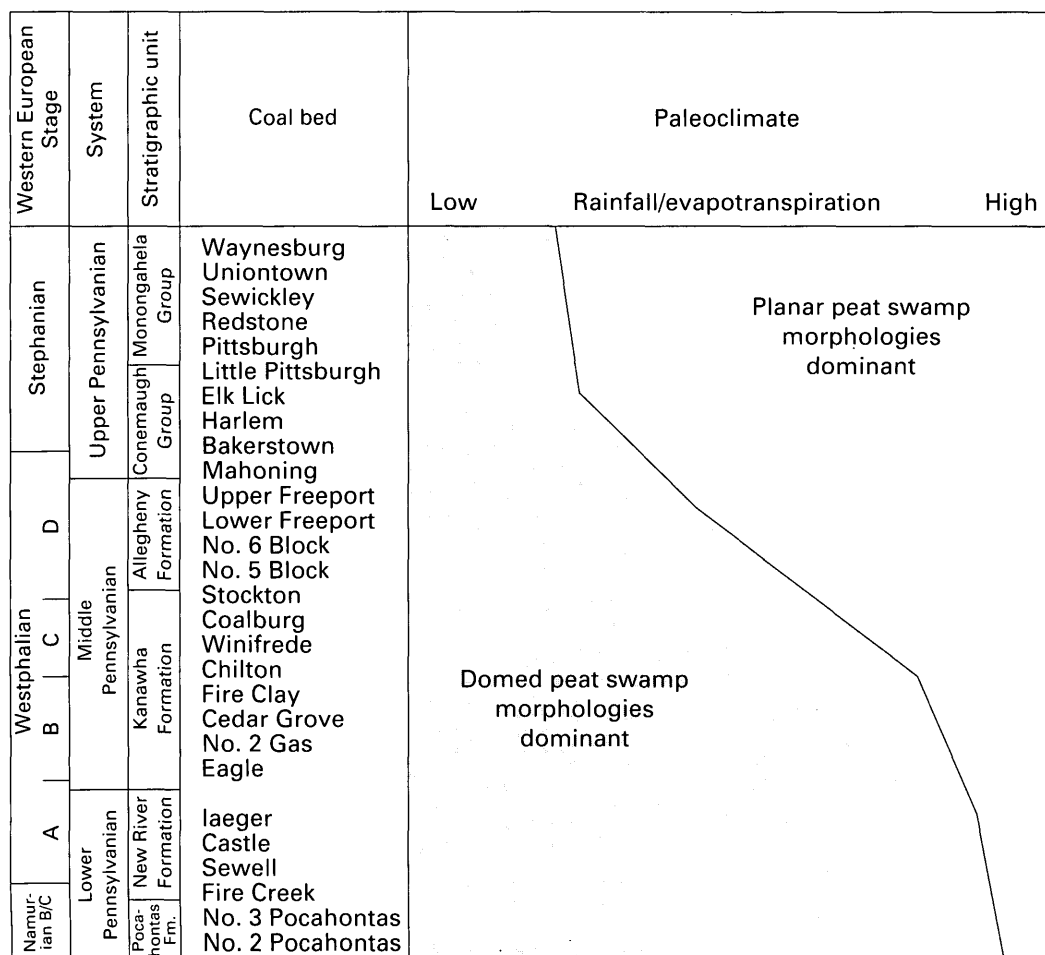 Western European
Stage
System
Stratigraphic unit
Coal bed
Paleoclimate
Low
Rainfall/evapotranspiration
High
Stephanian
Westphalian
D
C
B
A
Namur-
ian B/C
Upper Pennsylvanian
Middle
Pennsylvanian
Lower
Pennsylvanian
Monongahela
Group
Conemaugh
Group
Allegheny
Formation
Kanawha
Formation
New River
Formation
Poca-
hontas
Fm.
Waynesburg
Uniontown
Sewickley
Redstone
Pittsburgh
Little Pittsburgh
Elk Lick
Harlem
Bakerstown
Mahoning
Upper Freeport
Lower Freeport
No. 6 Block
No. 5 Block
Stockton
Coalburg
Winifrede
Chilton
Fire Clay
Cedar Grove
No. 2 Gas
Eagle
Iaeger
Castle
Sewell
Fire Creek
No. 3 Pocahontas
No. 2 Pocahontas
Planar peat swamp
morphologies
dominant
Domed peat swamp
morphologies
dominant